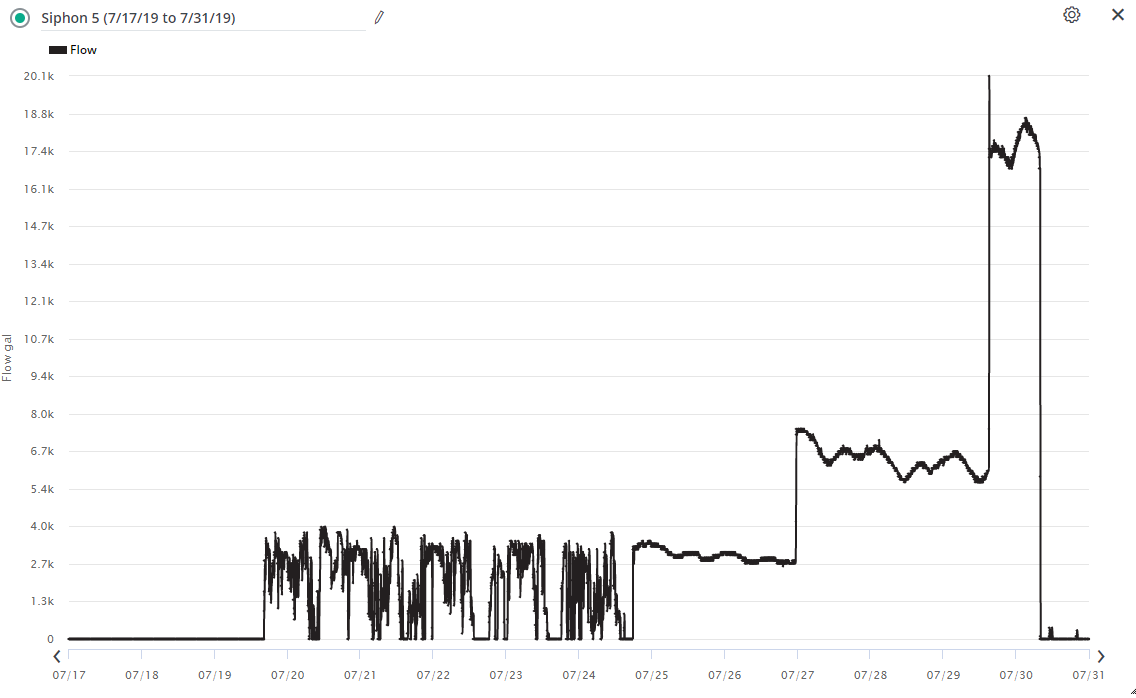 Siphon 5 (7/17/19 to 7/31/19)
Flow
20.1k
18.8k
17.4k
16.1k
14.7k
13.4k
12.1k
10.7k
9.4k
8.0k
6.7k
5.4k
4.0k
2.7k
1.3k
0
Flow gal
07/17 07/18 07/19 07/20 07/21 07/22 07/23 07/24 07/25 07/26 07/27 07/28 07/29 07/30 07/31